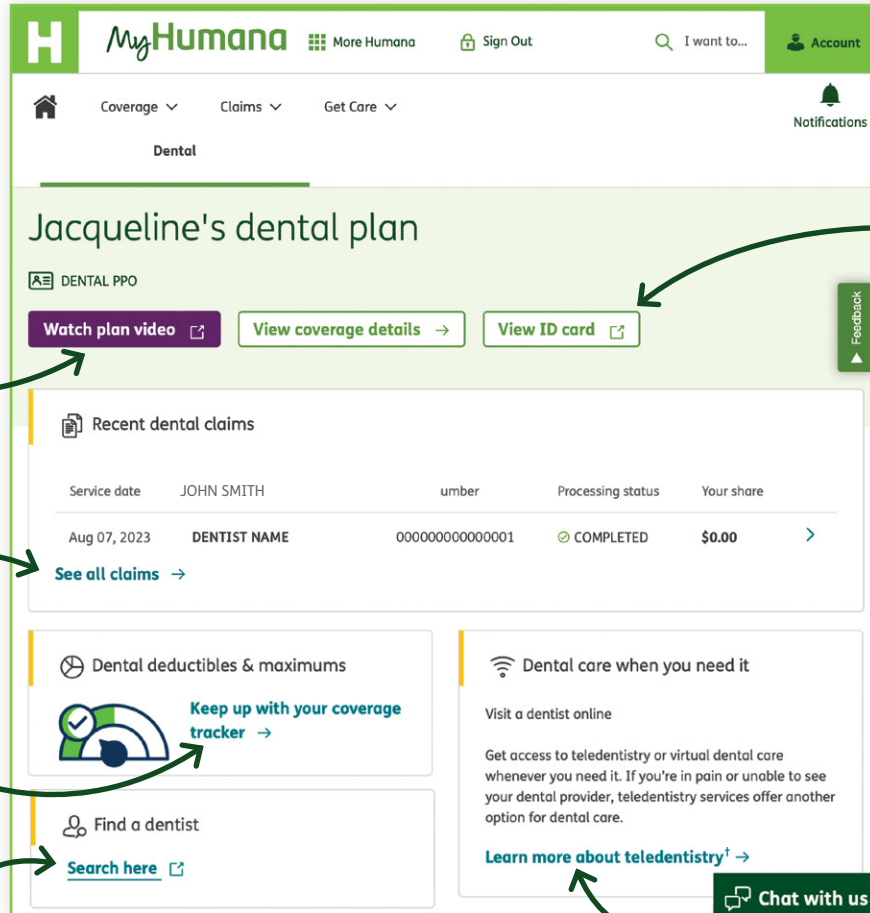 H MyHumana More Humana Sign Out I want to... Account
Coverage Claims Get Care Notifications
Dental
Jacqueline's dental plan
DENTAL PPO
Watch plan video View coverage details → View ID card
Feedback
Recent dental claims
Service date JOHN SMITH umber Processing status Your share
Aug 07, 2023 DENTIST NAME 000000000000001 COMPLETED $0.00
See all claims →
Dental deductibles & maximums
Keep up with your coverage
tracker →
Find a dentist
Search here
Dental care when you need it
Visit a dentist online
Get access to teledentistry or virtual dental care
whenever you need it. If you're in pain or unable to see
your dental provider, teledentistry services offer another
option for dental care.
Learn more about teledentistry† →
Chat with us